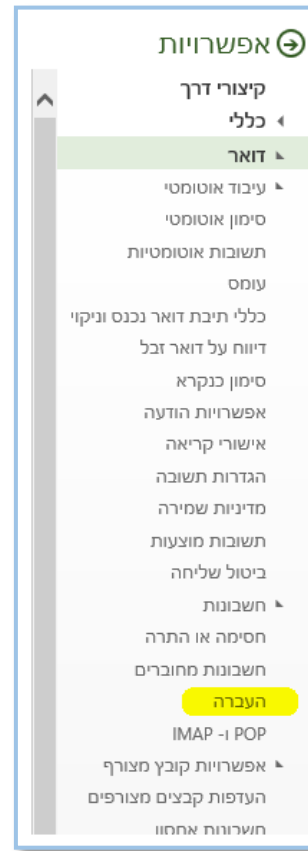 אפשרויות
קיצורי דרך
כללי
דואר
עיבוד אוטומטי
סימון אוטומטי
תשובות אוטומטיות
עומס
כללי תיבת דואר נכנס וניקוי
דיווח על דואר זבל
סימון כנקרא
אפשרויות הודעה
אישורי קריאה
הגדרות תשובה
מדיניות שמירה
תשובות מוצעות
ביטול שליחה
חשבונות
חסימה או התרה
חשבונות מחוברים
העברה
POP ו- IMAP
אפשרויות קובץ מצורף
העדפות קבצים מצורפים
חשבונות אחסון